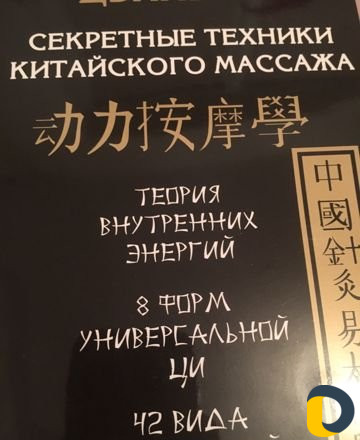 СЕКРЕТНЫЕ ТЕХНИКИ
КИТАЙСКОГО МАССАЖА
动力按摩學
ТЕОРИЯ
ВНУТРЕННИХ
ЭНЕРГИЙ
8 ФОРМ
УНИВЕРСАЛЬНОЙ
ЦИ
42 ВИДА
中國針灸易